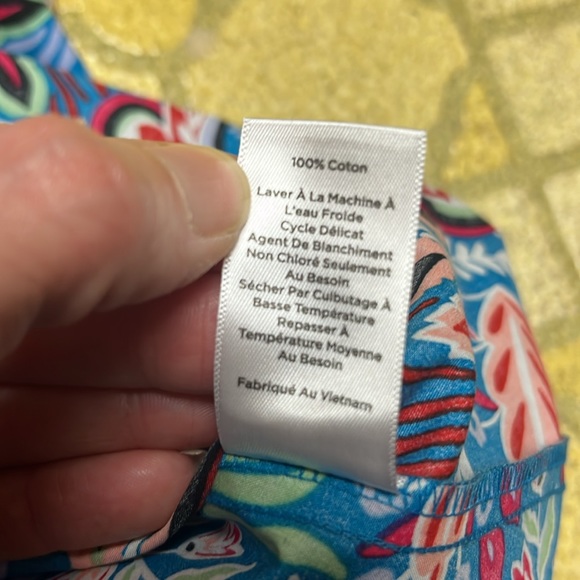 100% Coton
Laver À La Machine À
L'eau Froide
Cycle Délicat
Agent De Blanchiment
Non Chloré Seulement
Au Besoin
Sécher Par Culbutage À
Basse Température
Repasser À
Température Moyenne
Au Besoin
Fabriqué Au Vietnam